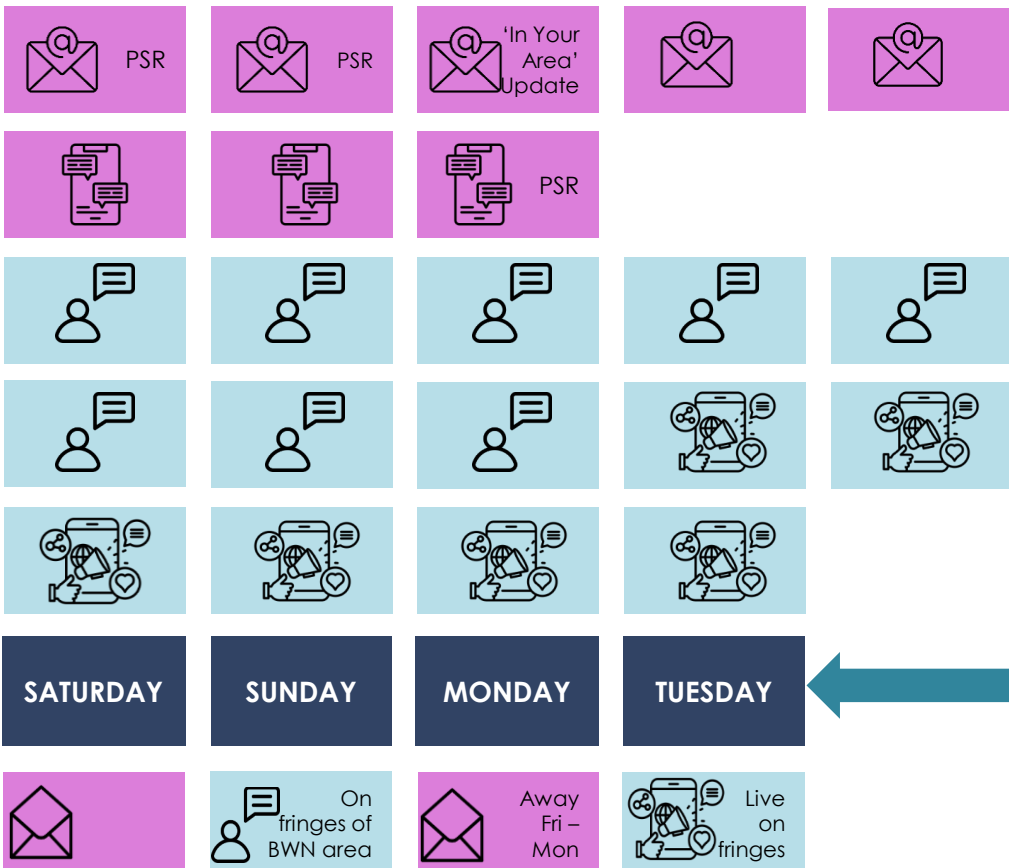 PSR
PSR
‘In Your
Area’
Update
PSR
SATURDAY
SUNDAY
MONDAY
TUESDAY
On
fringes of
BWN area
Away
Fri –
Mon
Live
on
fringes